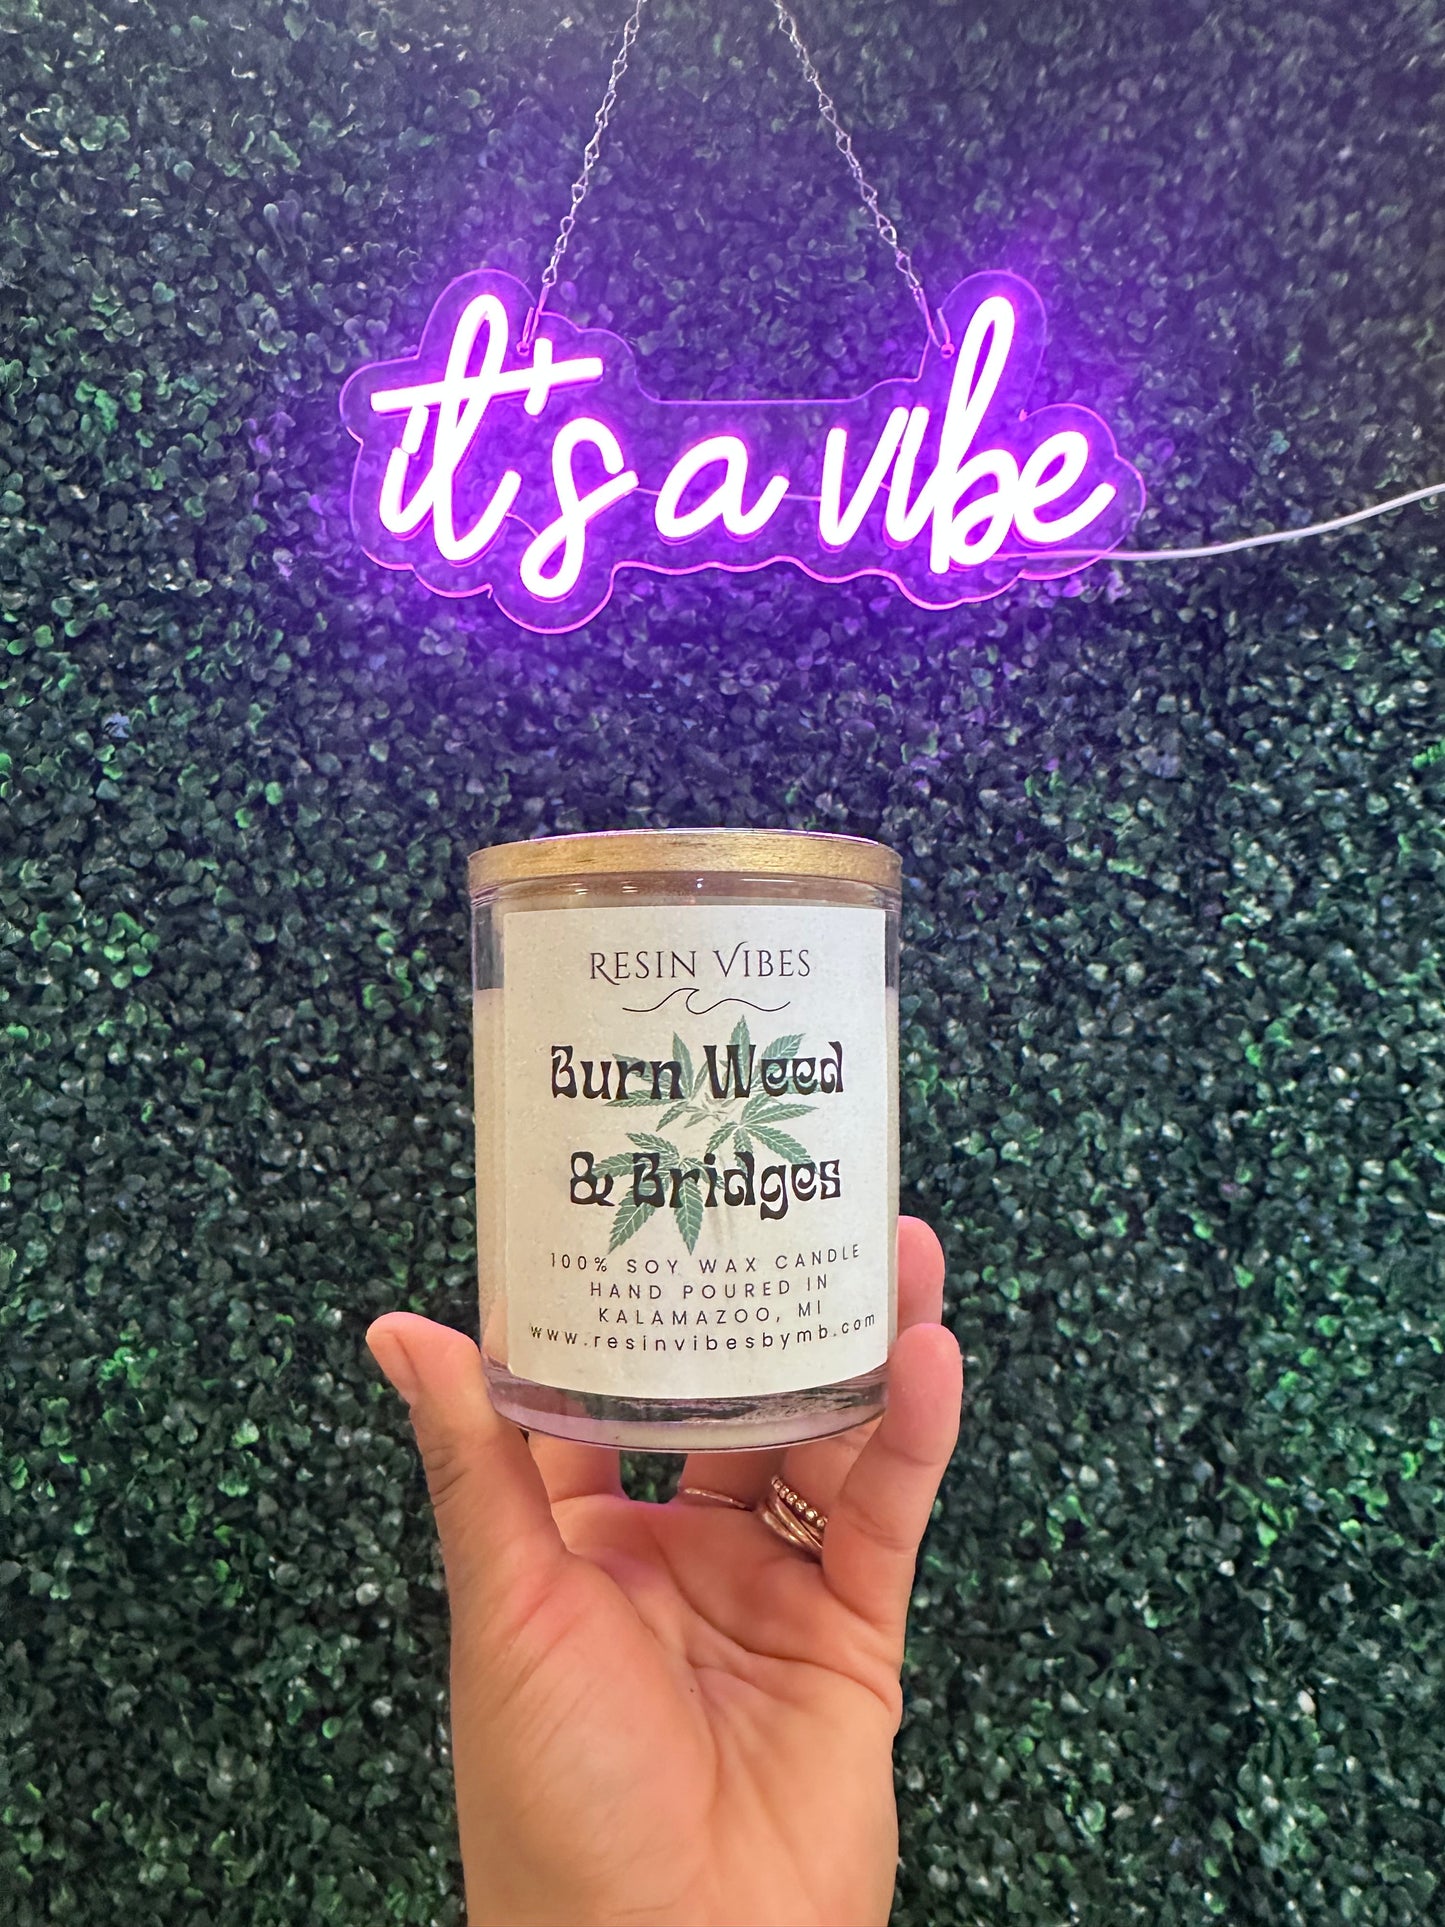 it's a vibe
RESIN VIBES
Burn Weed
& Bridges
100% SOY WAX CANDLE
HAND POURED IN
KALAMAZOO, MI
www.resinvibesbymb.com